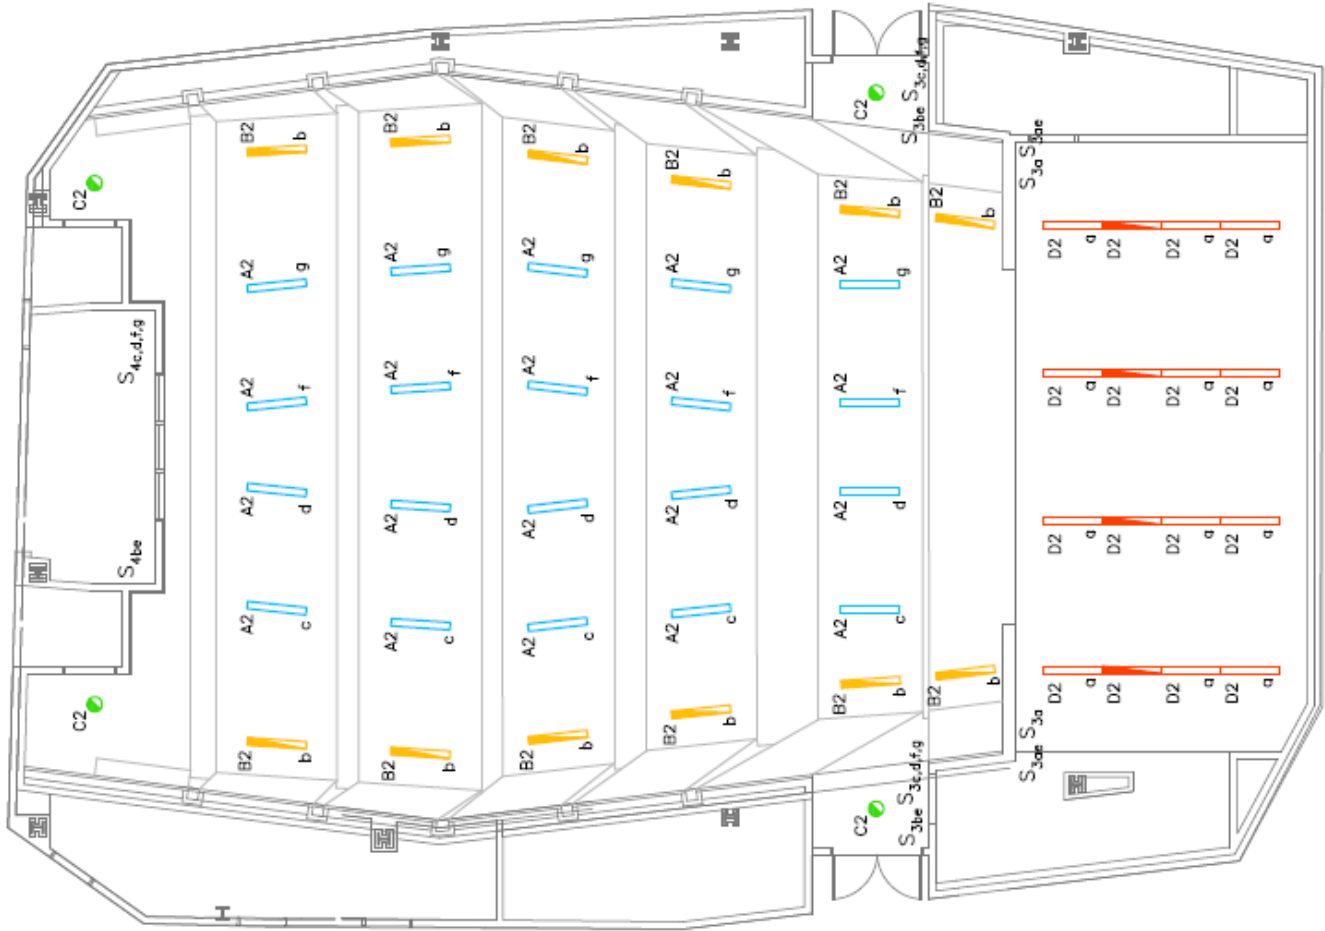 C2 C2
S4be S4c,d,f,g
B2 A2 A2 A2 A2 B2
b c d f g b
B2 A2 A2 A2 A2 B2
b c d f g b
B2 A2 A2 A2 A2 B2
b c d f g b
B2 A2 A2 A2 A2 B2
b c d f g b
B2 A2 A2 A2 A2 B2
b c d f g b
C2 C2
S3be S3c,d,f,g S3be S3c,d,f,g
B2 B2
b b
S3ae S3a S3a S3ae
D2 D2 D2 D2
a a a a
D2 D2 D2 D2
D2 D2 D2 D2
a a a a
D2 D2 D2 D2
a a a a